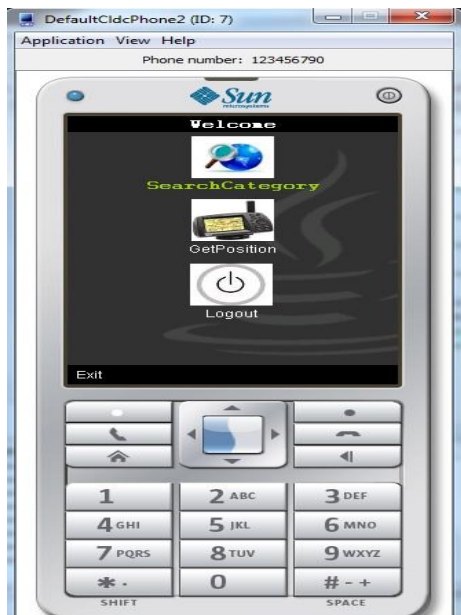 DefaultCldcPhone2 (ID: 7)
Application View Help
Phone number: 123456790
Sun
microsystems
Welcome
SearchCategory
GetPosition
Logout
Exit
1 2 ABC 3 DEF
4 GHI 5 JKL 6 MNO
7 PQRS 8 TUV 9 WXYZ
* · 0 # - +
SHIFT SPACE